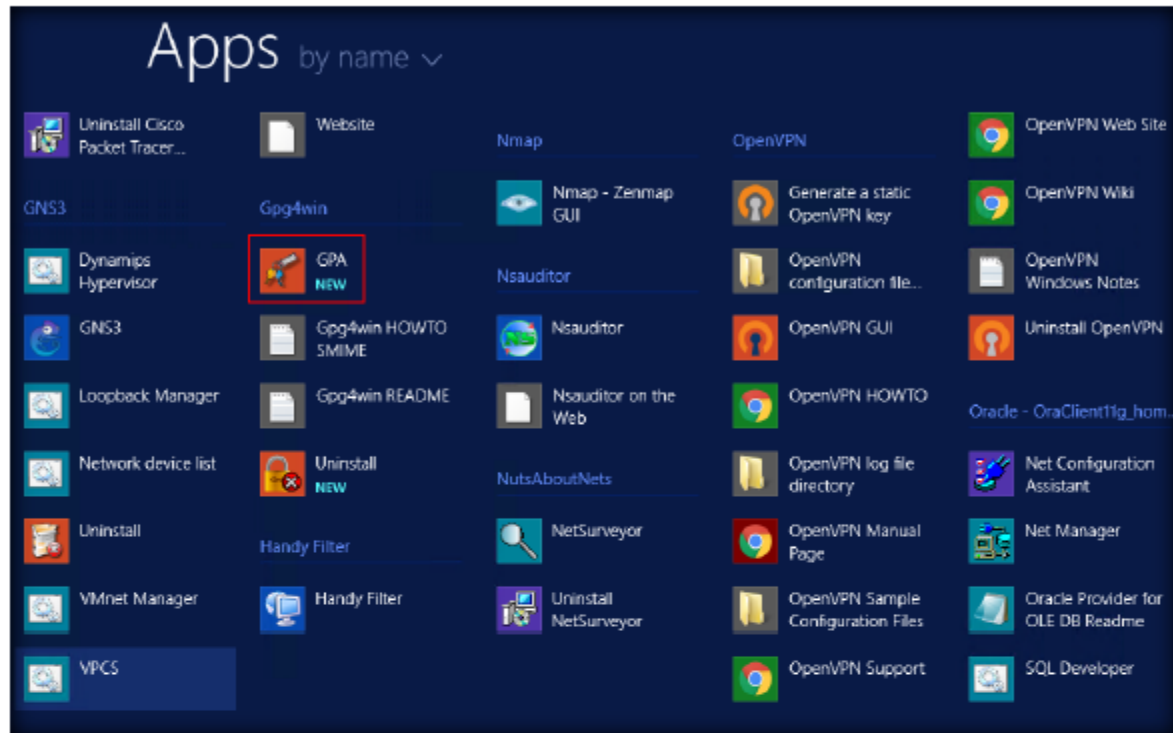 Apps by name
Uninstall Cisco
Packet Tracer...
GNS3
Dynamips
Hypervisor
GNS3
Loopback Manager
Network device list
Uninstall
VMnet Manager
VPCS
Website
Gpg4win
GPA
NEW
Gpg4win HOWTO
SMIME
Gpg4win README
Uninstall
NEW
Handy Filter
Handy Filter
Nmap
Nmap - Zenmap
GUI
Nsauditor
Nsauditor
Nsauditor on the
Web
NutsAboutNets
NetSurveyor
Uninstall
NetSurveyor
OpenVPN
Generate a static
OpenVPN key
OpenVPN
configuration file...
OpenVPN GUI
OpenVPN HOWTO
OpenVPN log file
directory
OpenVPN Manual
Page
OpenVPN Sample
Configuration Files
OpenVPN Support
OpenVPN Web Site
OpenVPN Wiki
OpenVPN
Windows Notes
Uninstall OpenVPN
Oracle - OraClient11g_hom..
Net Configuration
Assistant
Net Manager
Oracle Provider for
OLE DB Readme
SQL Developer